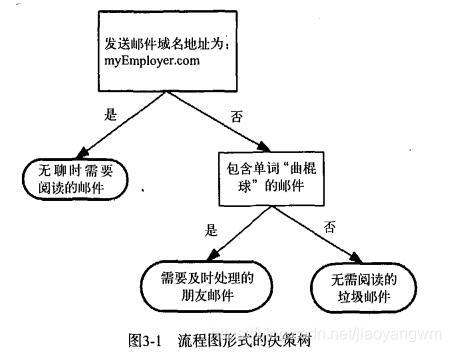 发送邮件域名地址为:
myEmployer.com
是
否
无聊时需要
阅读的邮件
包含单词“曲棍
球”的邮件
是
否
需要及时处理的
朋友邮件
无需阅读的
垃圾邮件
图3-1 流程图形式的决策树